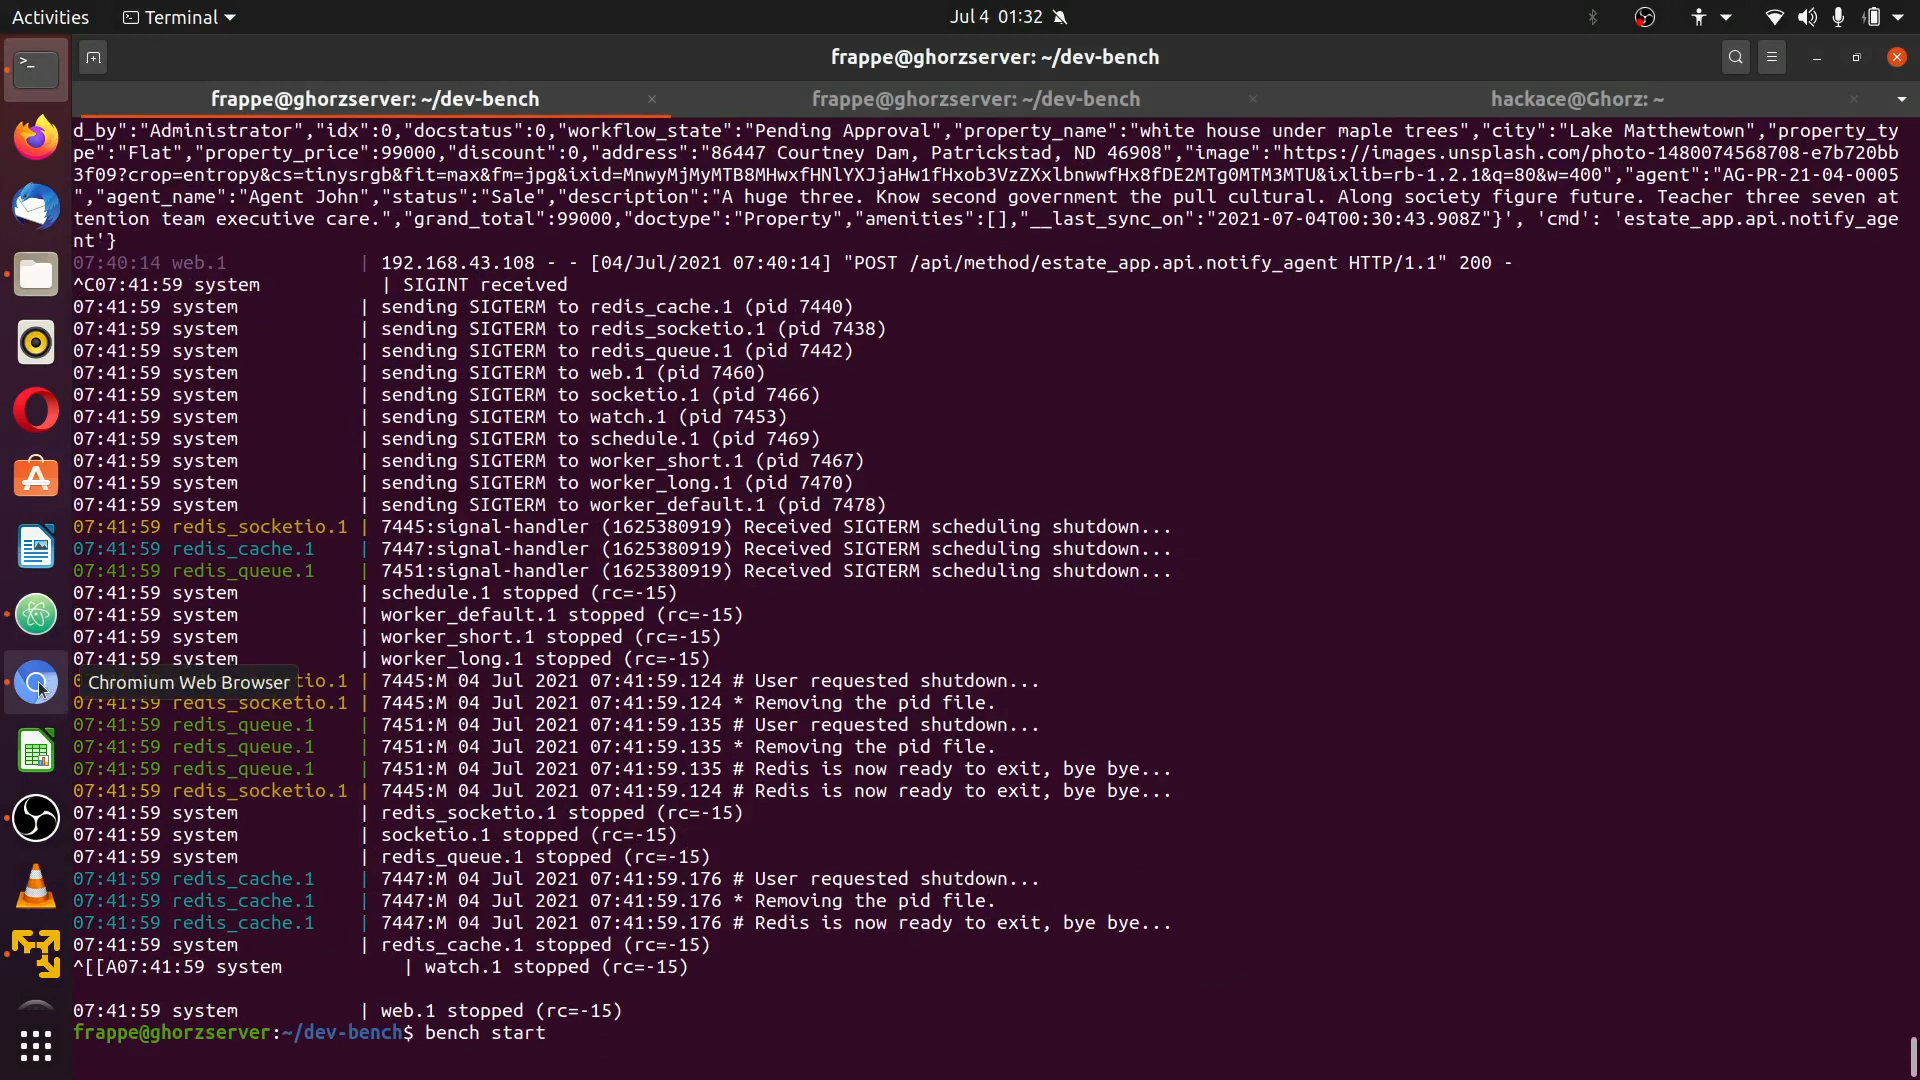 Activities
Terminal
Jul 4 01:32
frappe@ghorzserver: ~/dev-bench
frappe@ghorzserver: ~/dev-bench
frappe@ghorzserver: ~/dev-bench
hackace@Ghorz: ~
d_by":"Administrator","idx":0,"docstatus":0,"workflow_state":"Pending Approval","property_name":"white house under maple trees","city":"Lake Matthewtown","property_ty
pe":"Flat","property_price":99000,"discount":0,"address":"86447 Courtney Dam, Patrickstad, ND 46908","image":"https://images.unsplash.com/photo-1480074568708-e7b720bb
3f09?crop=entropy&cs=tinysrgb&fit=max&fm=jpg&ixid=MnwyMjMyMTB8MHwxfHNlYXJjaHw1fHxob3VzZXxlbnwwfHx8fDE2MTg0MTM3MTU&ixlib=rb-1.2.1&q=80&w=400","agent":"AG-PR-21-04-0005
","agent_name":"Agent John","status":"Sale","description":"A huge three. Know second government the pull cultural. Along society figure future. Teacher three seven at
tention team executive care.","grand_total":99000,"doctype":"Property","amenities":[],"__last_sync_on":"2021-07-04T00:30:43.908Z"}', 'cmd': 'estate_app.api.notify_age
nt'}
07:40:14 web.1            | 192.168.43.108 - - [04/Jul/2021 07:40:14] "POST /api/method/estate_app.api.notify_agent HTTP/1.1" 200 -
^C07:41:59 system           | SIGINT received
07:41:59 system           | sending SIGTERM to redis_cache.1 (pid 7440)
07:41:59 system           | sending SIGTERM to redis_socketio.1 (pid 7438)
07:41:59 system           | sending SIGTERM to redis_queue.1 (pid 7442)
07:41:59 system           | sending SIGTERM to web.1 (pid 7460)
07:41:59 system           | sending SIGTERM to socketio.1 (pid 7466)
07:41:59 system           | sending SIGTERM to watch.1 (pid 7453)
07:41:59 system           | sending SIGTERM to schedule.1 (pid 7469)
07:41:59 system           | sending SIGTERM to worker_short.1 (pid 7467)
07:41:59 system           | sending SIGTERM to worker_long.1 (pid 7470)
07:41:59 system           | sending SIGTERM to worker_default.1 (pid 7478)
07:41:59 redis_socketio.1 | 7445:signal-handler (1625380919) Received SIGTERM scheduling shutdown...
07:41:59 redis_cache.1    | 7447:signal-handler (1625380919) Received SIGTERM scheduling shutdown...
07:41:59 redis_queue.1    | 7451:signal-handler (1625380919) Received SIGTERM scheduling shutdown...
07:41:59 system           | schedule.1 stopped (rc=-15)
07:41:59 system           | worker_default.1 stopped (rc=-15)
07:41:59 system           | worker_short.1 stopped (rc=-15)
07:41:59 system           | worker_long.1 stopped (rc=-15)
Chromium Web Browser
tio.1 | 7445:M 04 Jul 2021 07:41:59.124 # User requested shutdown...
07:41:59 redis_socketio.1 | 7445:M 04 Jul 2021 07:41:59.124 * Removing the pid file.
07:41:59 redis_queue.1    | 7451:M 04 Jul 2021 07:41:59.135 # User requested shutdown...
07:41:59 redis_queue.1    | 7451:M 04 Jul 2021 07:41:59.135 * Removing the pid file.
07:41:59 redis_queue.1    | 7451:M 04 Jul 2021 07:41:59.135 # Redis is now ready to exit, bye bye...
07:41:59 redis_socketio.1 | 7445:M 04 Jul 2021 07:41:59.124 # Redis is now ready to exit, bye bye...
07:41:59 system           | redis_socketio.1 stopped (rc=-15)
07:41:59 system           | socketio.1 stopped (rc=-15)
07:41:59 system           | redis_queue.1 stopped (rc=-15)
07:41:59 redis_cache.1    | 7447:M 04 Jul 2021 07:41:59.176 # User requested shutdown...
07:41:59 redis_cache.1    | 7447:M 04 Jul 2021 07:41:59.176 * Removing the pid file.
07:41:59 redis_cache.1    | 7447:M 04 Jul 2021 07:41:59.176 # Redis is now ready to exit, bye bye...
07:41:59 system           | redis_cache.1 stopped (rc=-15)
^[[A07:41:59 system           | watch.1 stopped (rc=-15)
07:41:59 system           | web.1 stopped (rc=-15)
frappe@ghorzserver:~/dev-bench$ bench start